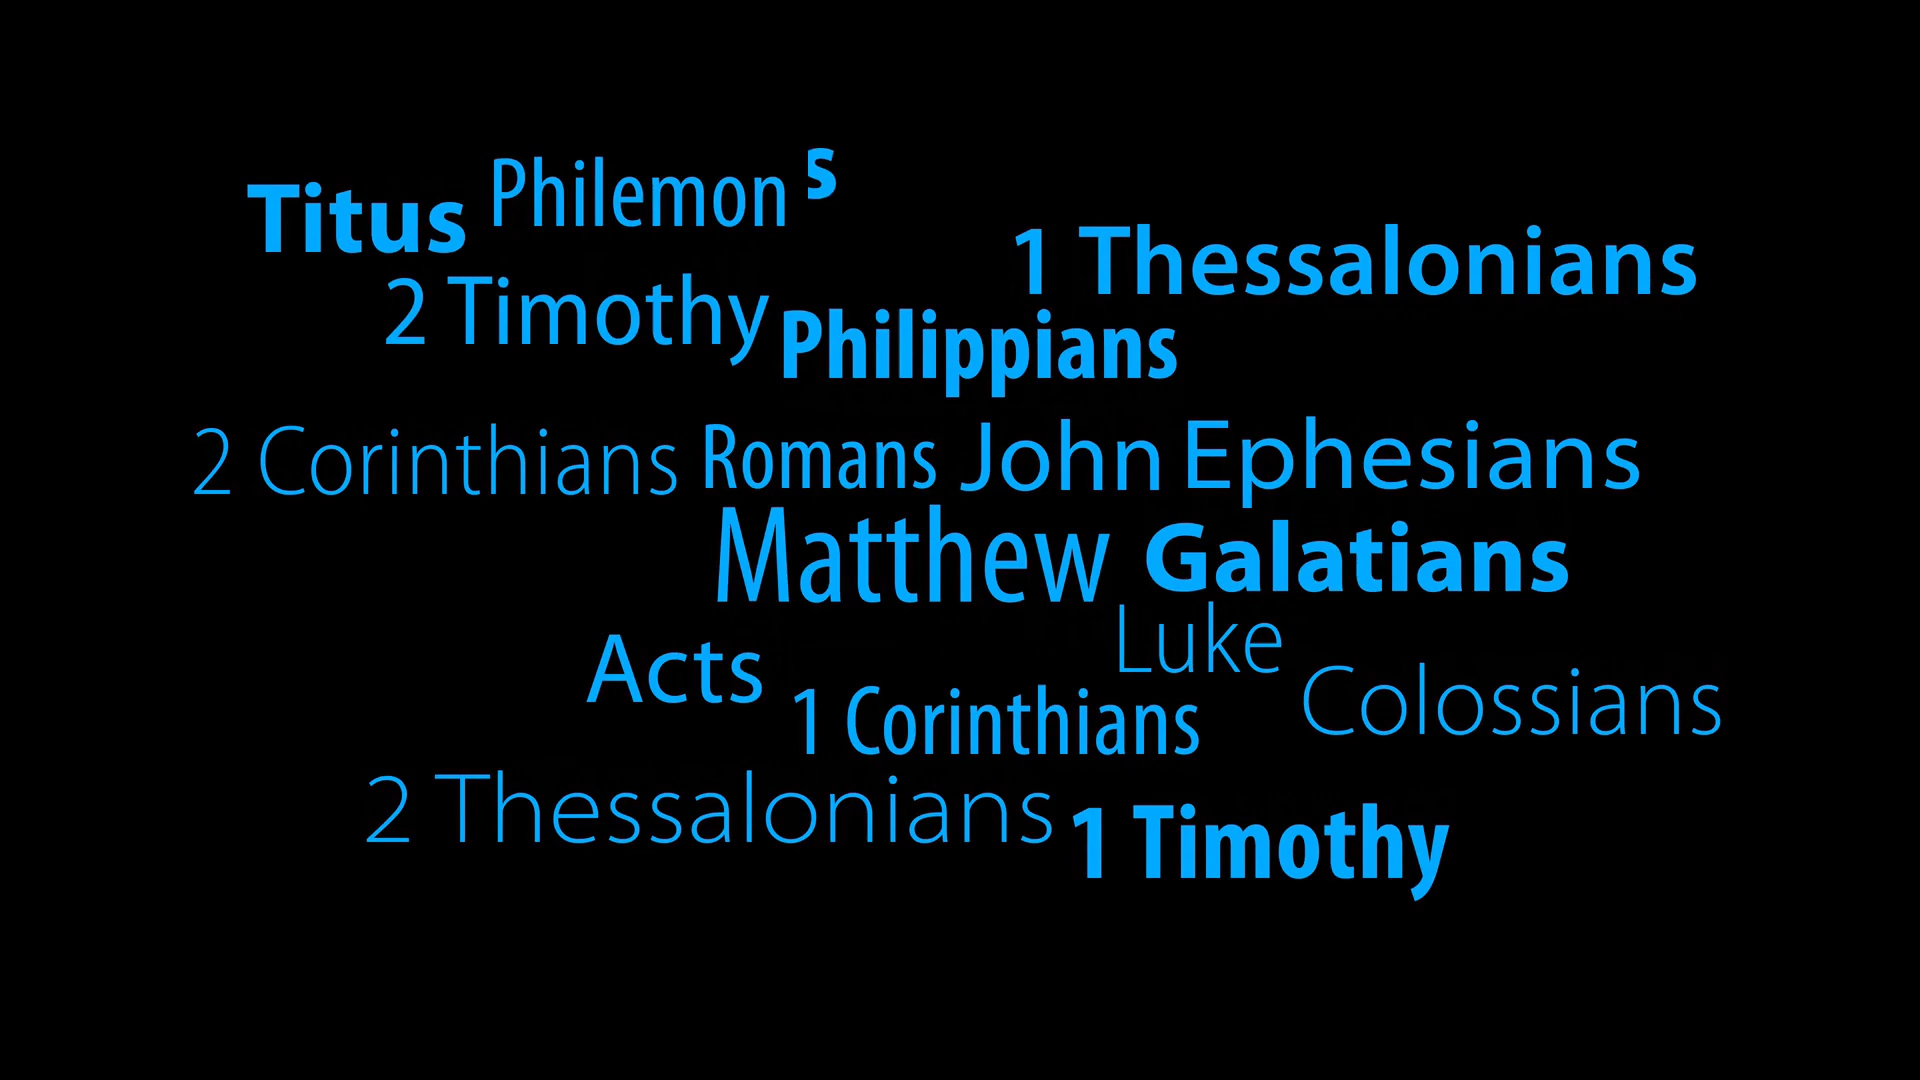 Titus Philemon s
1 Thessalonians
2 Timothy Philippians
2 Corinthians Romans John Ephesians
Matthew Galatians
Luke
Acts
1 Corinthians Colossians
2 Thessalonians 1 Timothy